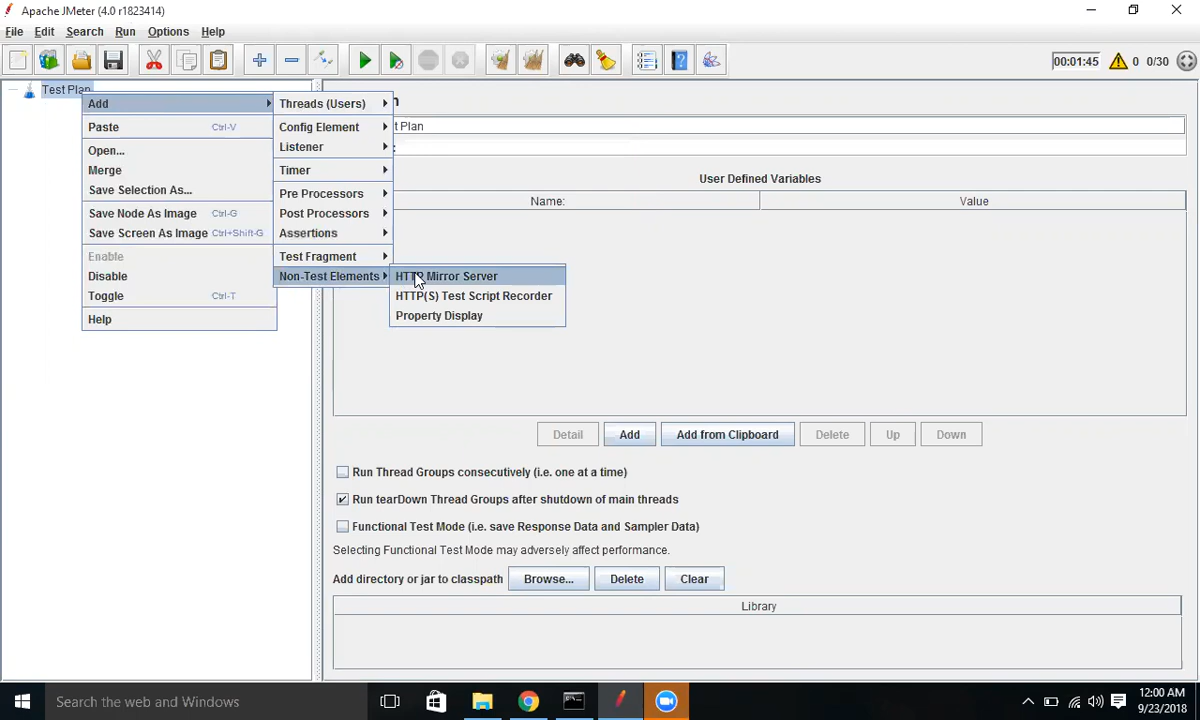 Apache JMeter (4.0 r1823414)
File Edit Search Run Options Help
00:01:45 0 0/30
Test Plan
Add
Paste Ctrl-V
Open...
Merge
Save Selection As...
Save Node As Image Ctrl-G
Save Screen As Image Ctrl+Shift-G
Enable
Disable
Toggle Ctrl-T
Help
Threads (Users)
Config Element
Listener
Timer
Pre Processors
Post Processors
Assertions
Test Fragment
Non-Test Elements
HTTP Mirror Server
HTTP(S) Test Script Recorder
Property Display
n
t Plan
:
User Defined Variables
Name: Value
Detail Add Add from Clipboard Delete Up Down
Run Thread Groups consecutively (i.e. one at a time)
Run tearDown Thread Groups after shutdown of main threads
Functional Test Mode (i.e. save Response Data and Sampler Data)
Selecting Functional Test Mode may adversely affect performance.
Add directory or jar to classpath Browse... Delete Clear
Library
Search the web and Windows
12:00 AM
9/23/2018